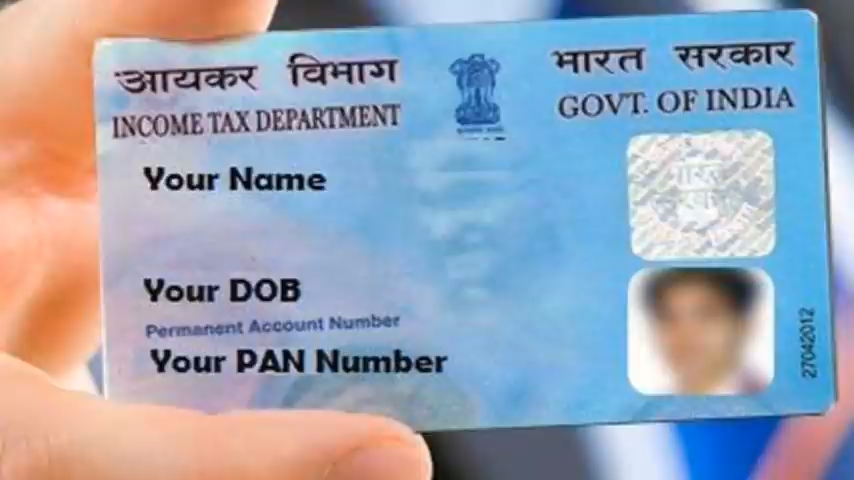 आयकर विभाग
INCOME TAX DEPARTMENT
भारत सरकार
GOVT. OF INDIA
Your Name
Your DOB
Permanent Account Number
Your PAN Number
27042012